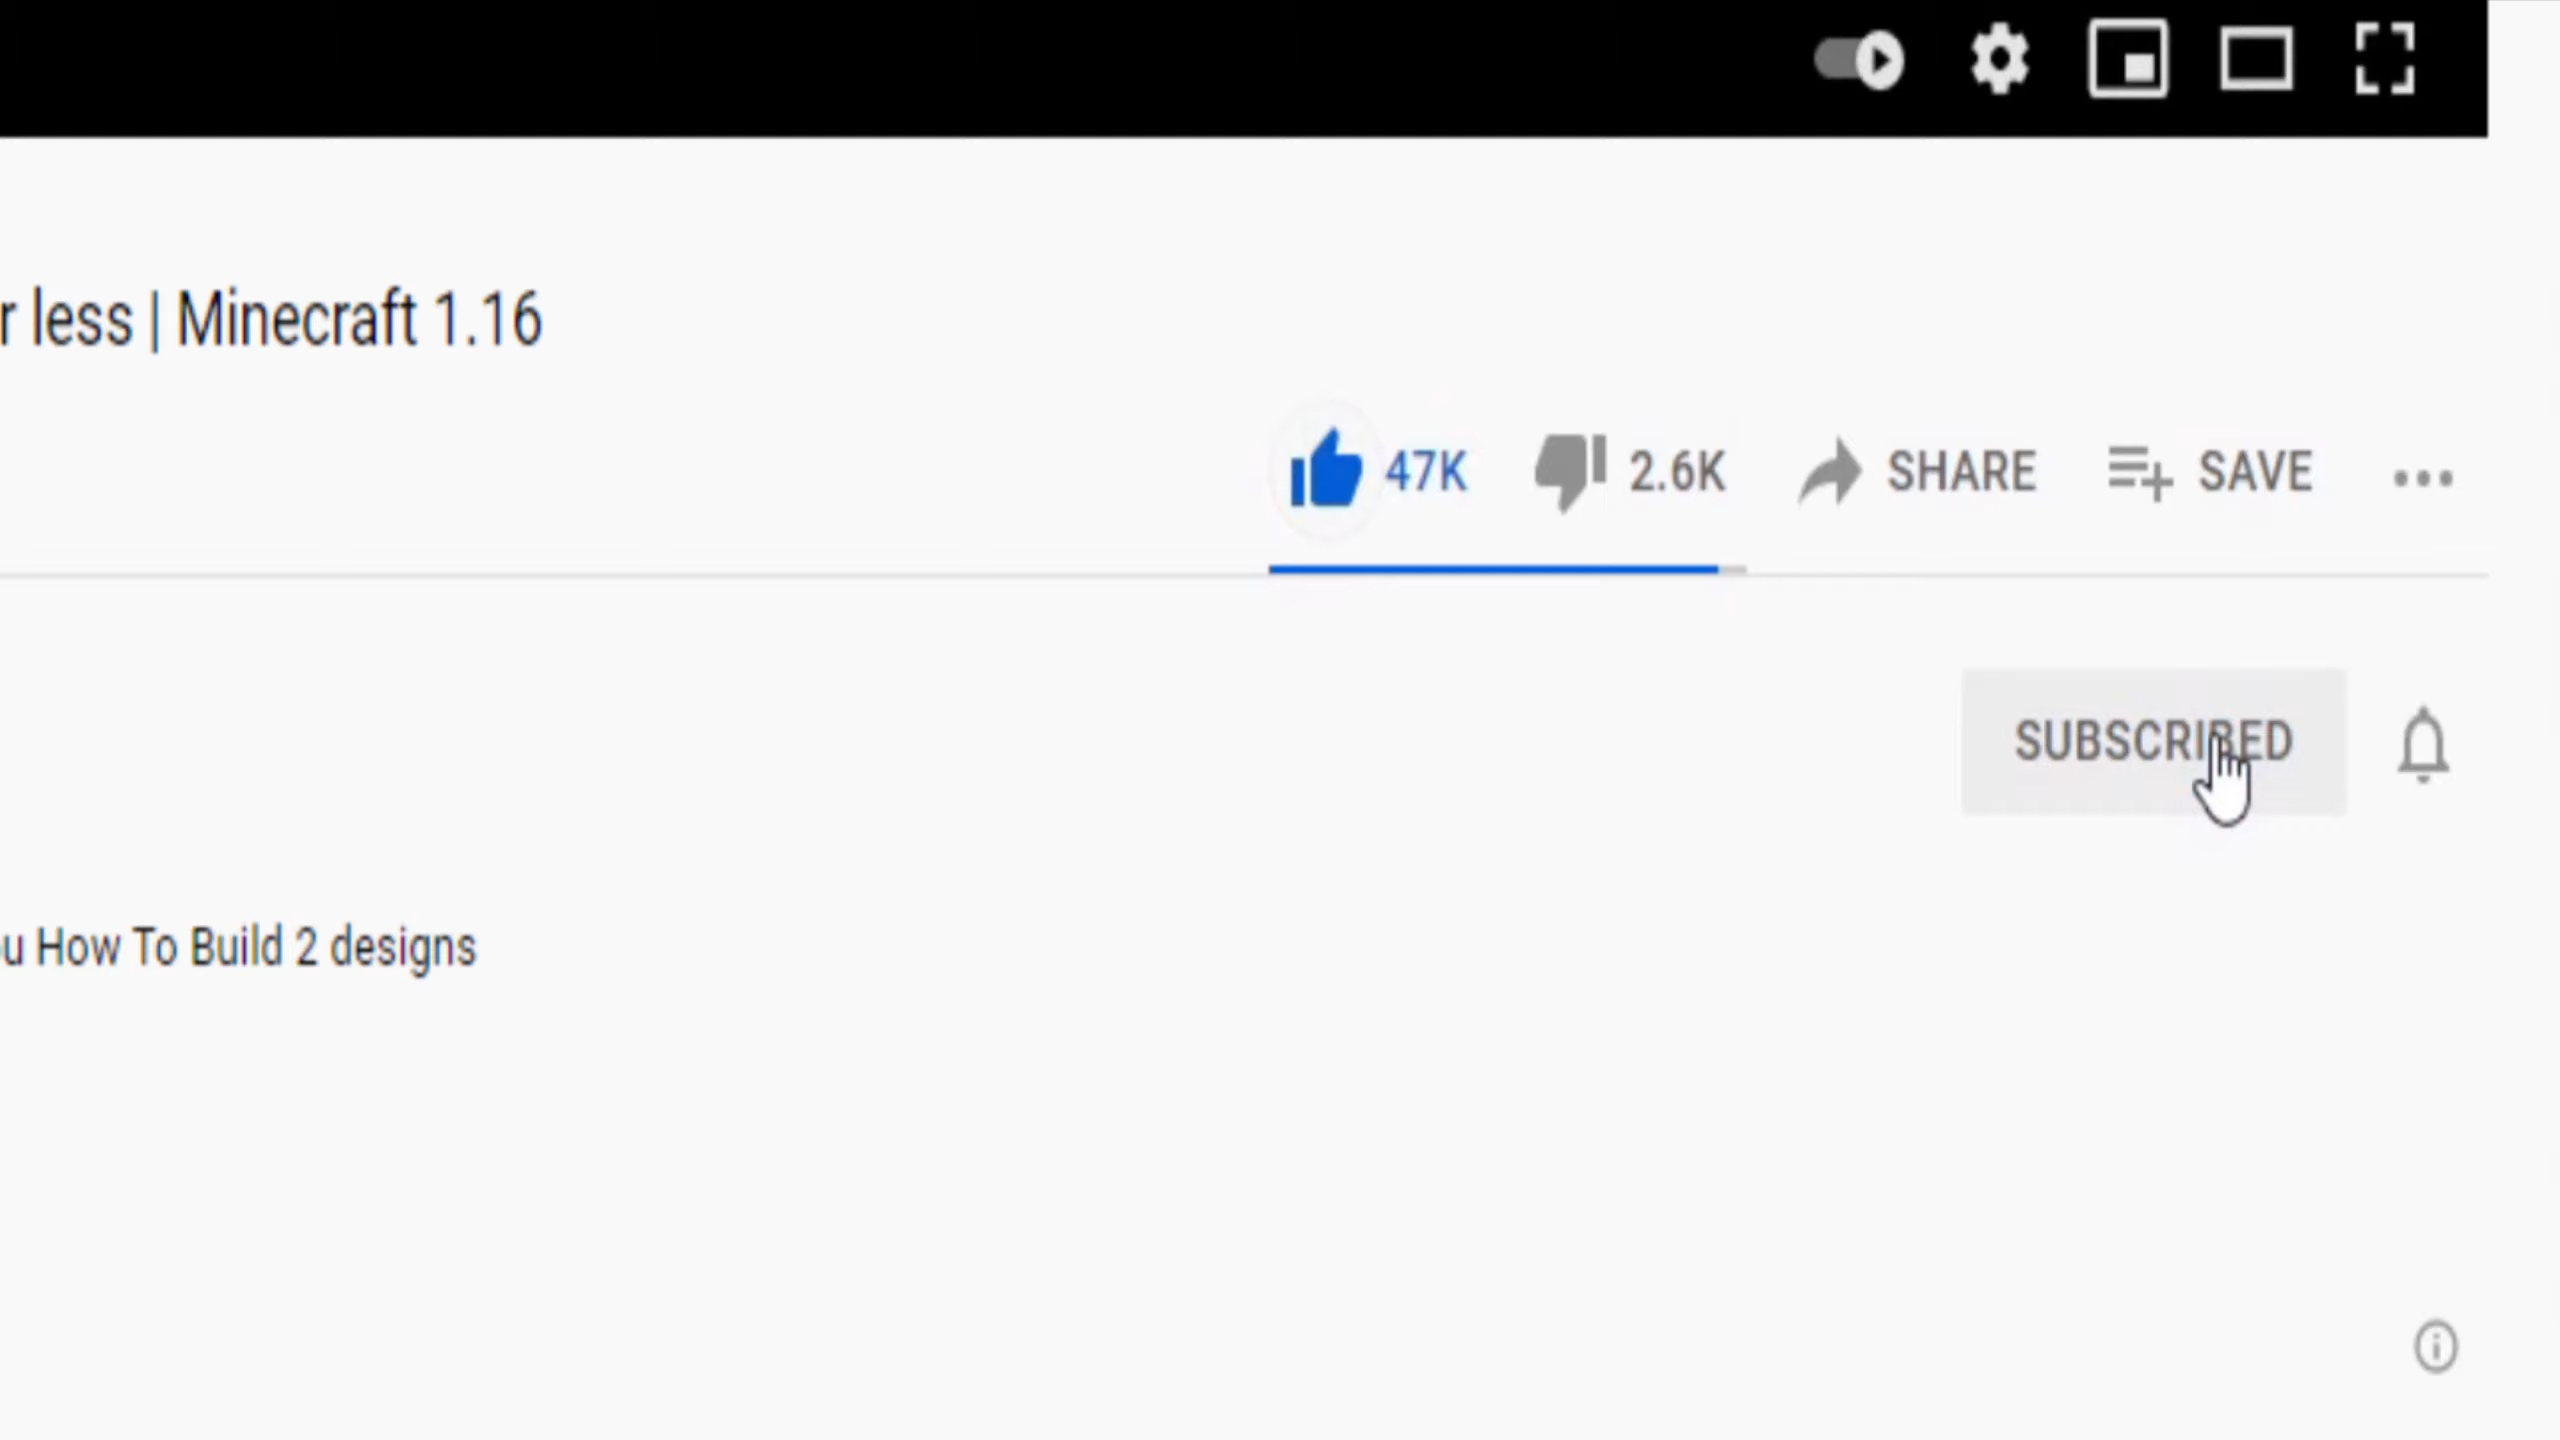 r less | Minecraft 1.16
47K 2.6K SHARE SAVE
SUBSCRIBED
u How To Build 2 designs